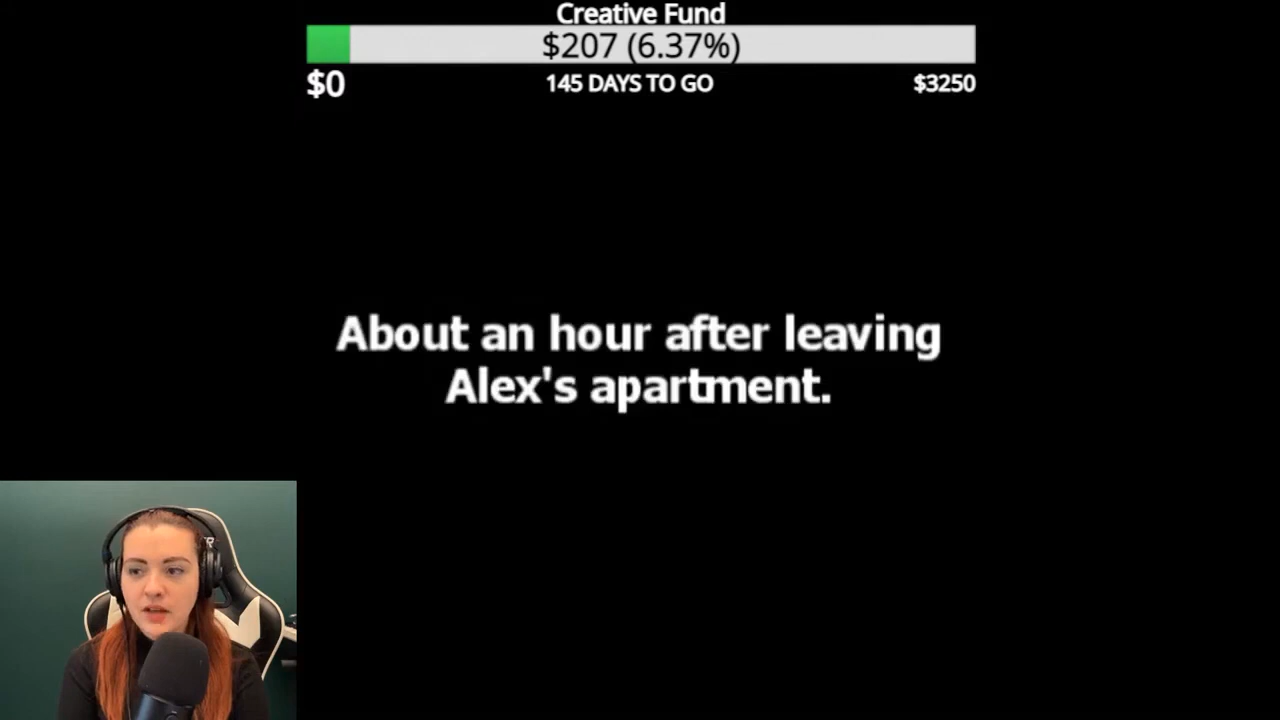 Creative Fund
$207 (6.37%)
$0 145 DAYS TO GO $3250
About an hour after leaving
Alex's apartment.